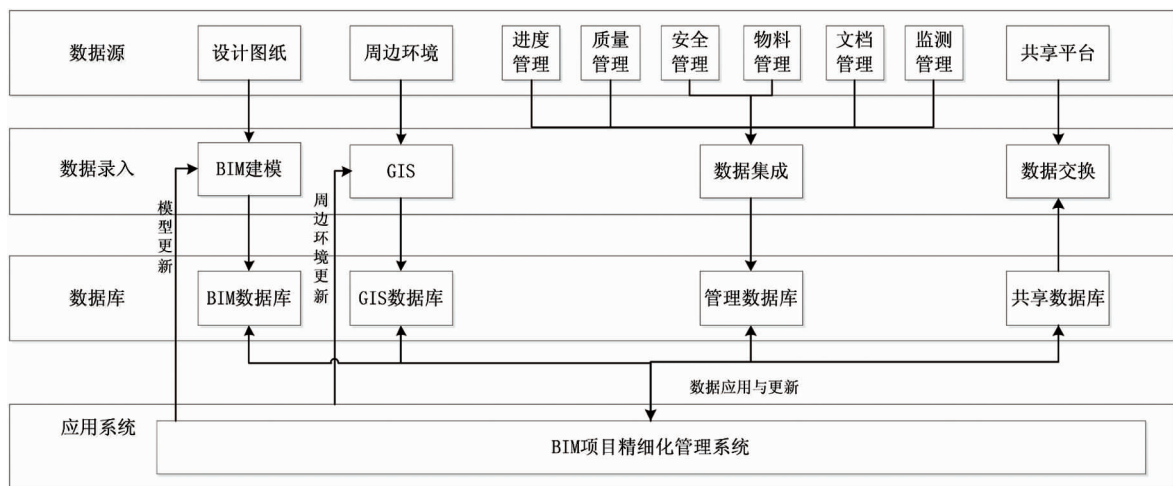 数据源
设计图纸
周边环境
进度
管理
质量
管理
安全
管理
物料
管理
文档
管理
监测
管理
共享平台
数据录入
BIM建模
GIS
数据集成
数据交换
模型更新
周边环境更新
数据库
BIM数据库
GIS数据库
管理数据库
共享数据库
数据应用与更新
应用系统
BIM项目精细化管理系统